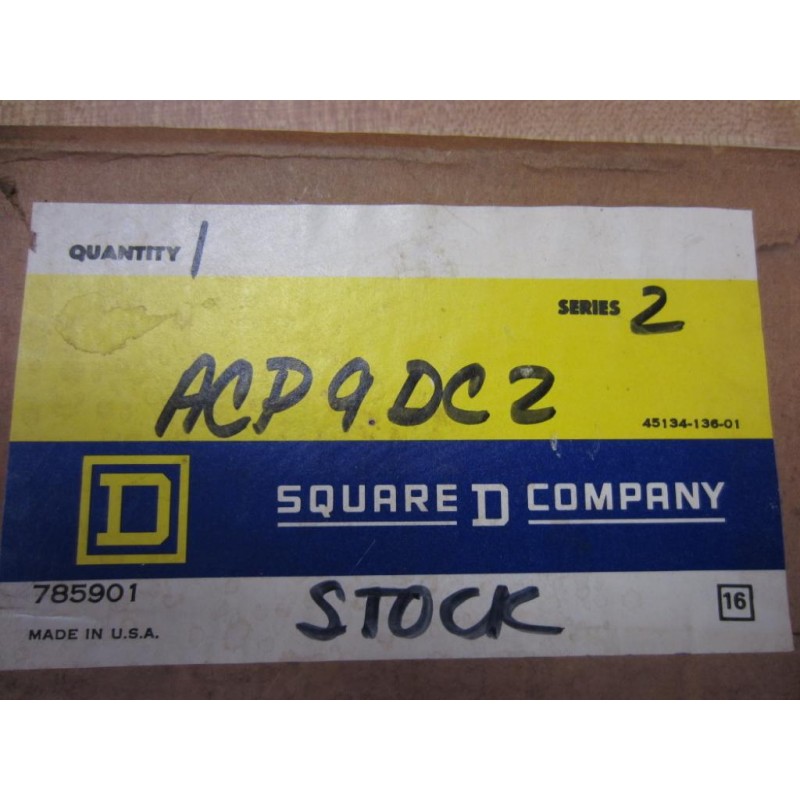 QUANTITY 1
SERIES 2
ACP 9 DC 2
45134-136-01
D
SQUARE D COMPANY
785901
STOCK
16
MADE IN U.S.A.